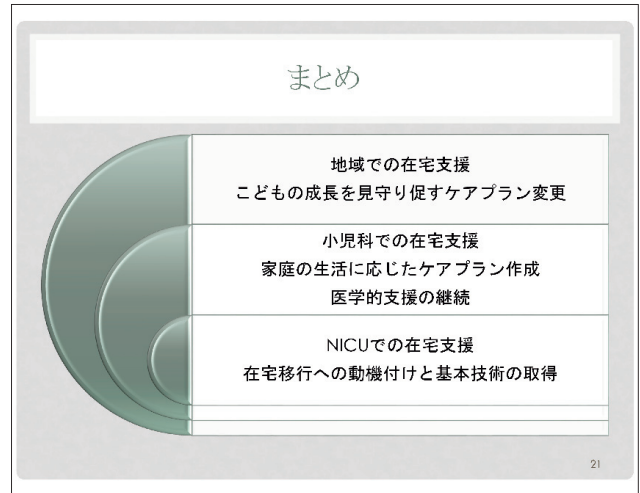 まとめ
地域での在宅支援
こどもの成長を見守り促すケアプラン変更
小児科での在宅支援
家庭の生活に応じたケアプラン作成
医学的支援の継続
NICUでの在宅支援
在宅移行への動機付けと基本技術の取得
21